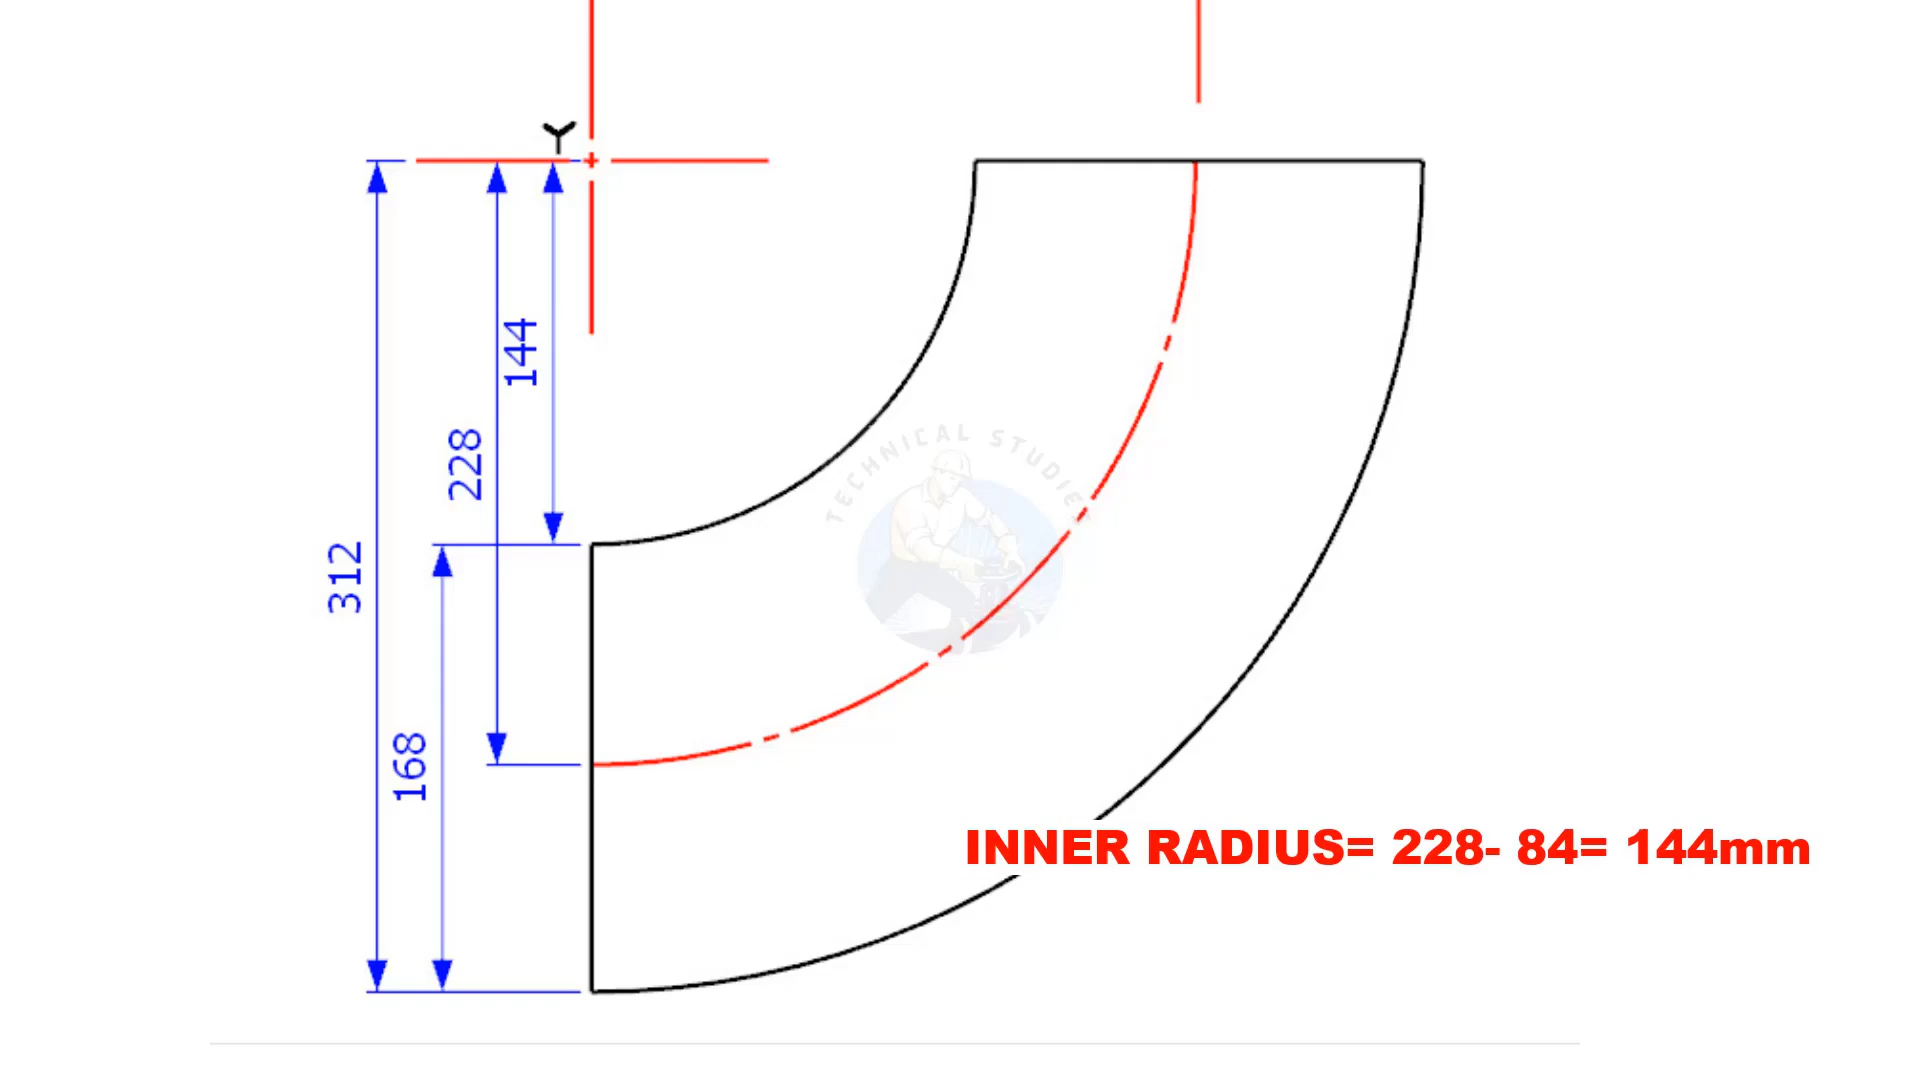 Y
144
228
312
168
TECHNICAL STUDIES
INNER RADIUS= 228- 84= 144mm